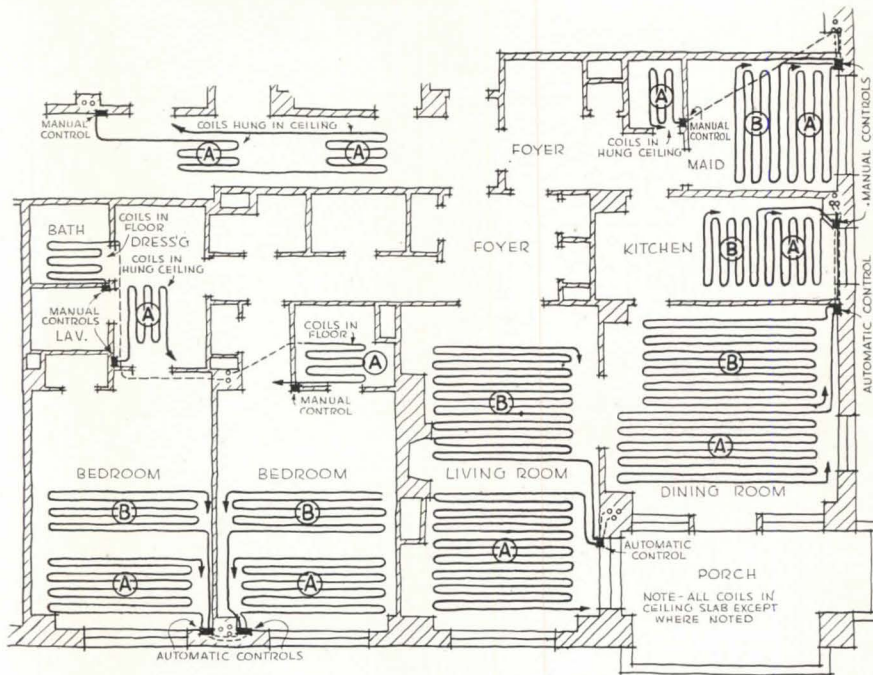 MANUAL
CONTROL
COILS HUNG IN CEILING
A
A
FOYER
A
COILS IN
HUNG CEILING
MANUAL
CONTROL
MAID
B
A
MANUAL CONTROLS
BATH
COILS IN
FLOOR
DRESS'G
COILS IN
HUNG CEILING
A
MANUAL
CONTROLS
LAV.
FOYER
KITCHEN
B
A
AUTOMATIC CONTROL
COILS IN
FLOOR
A
MANUAL
CONTROL
B
B
A
BEDROOM
BEDROOM
LIVING ROOM
DINING ROOM
B
B
A
A
A
AUTOMATIC
CONTROL
AUTOMATIC CONTROLS
PORCH
NOTE - ALL COILS IN
CEILING SLAB EXCEPT
WHERE NOTED